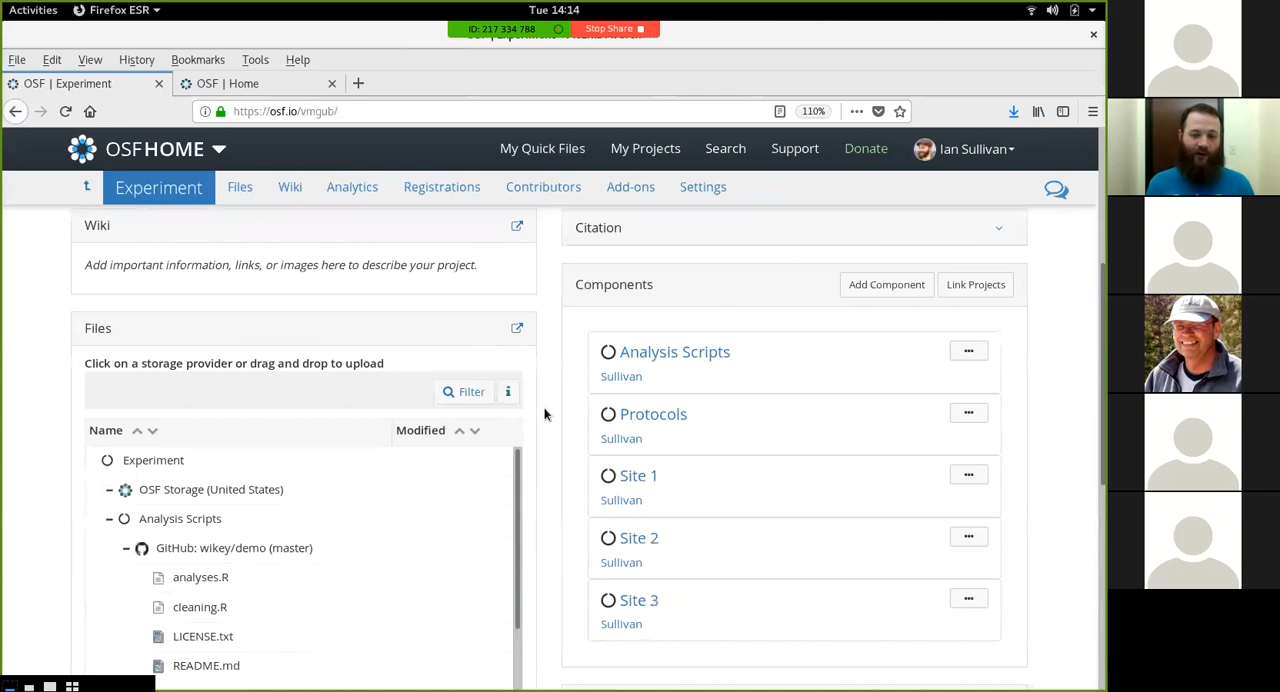 Activities Firefox ESR Tue 14:14
ID: 217 334 788 Stop Share
File Edit View History Bookmarks Tools Help
OSF | Experiment OSF | Home
https://osf.io/vmgub/ 110%
OSFHOME My Quick Files My Projects Search Support Donate Ian Sullivan
Experiment Files Wiki Analytics Registrations Contributors Add-ons Settings
Wiki
Add important information, links, or images here to describe your project.
Files
Click on a storage provider or drag and drop to upload
Filter
Name Modified
Experiment
OSF Storage (United States)
Analysis Scripts
GitHub: wikey/demo (master)
analyses.R
cleaning.R
LICENSE.txt
README.md
Citation
Components Add Component Link Projects
Analysis Scripts
Sullivan
Protocols
Sullivan
Site 1
Sullivan
Site 2
Sullivan
Site 3
Sullivan